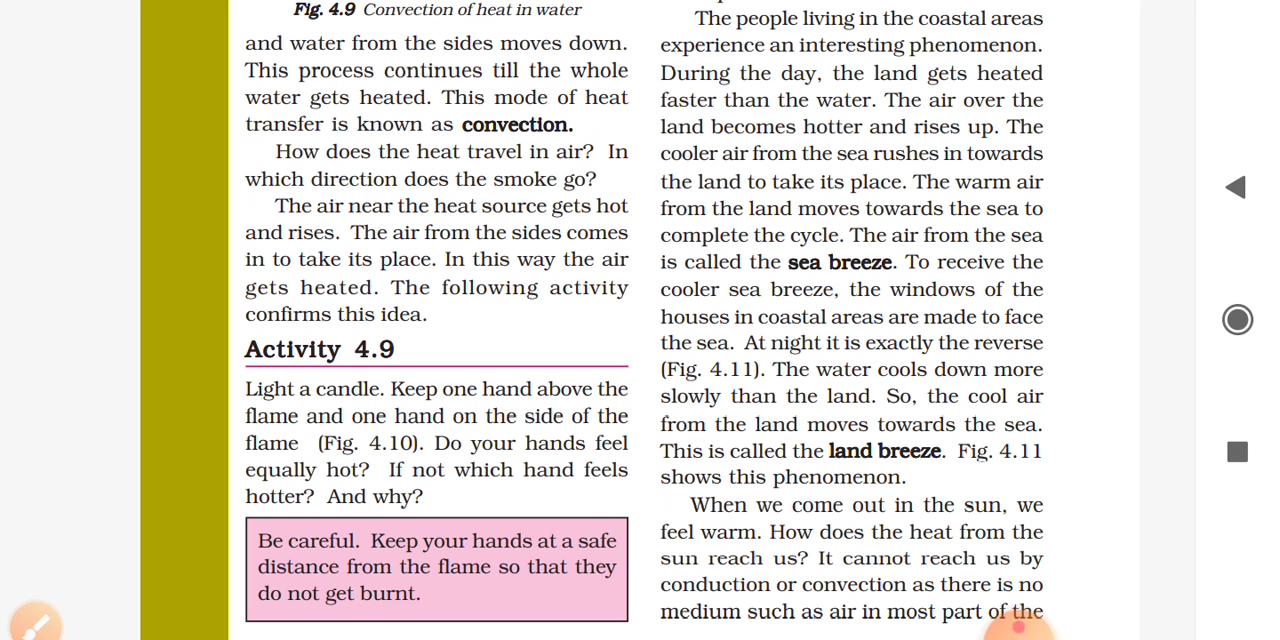 Fig. 4.9 Convection of heat in water
and water from the sides moves down.
This process continues till the whole
water gets heated. This mode of heat
transfer is known as convection.
How does the heat travel in air? In
which direction does the smoke go?
The air near the heat source gets hot
and rises. The air from the sides comes
in to take its place. In this way the air
gets heated. The following activity
confirms this idea.
Activity 4.9
Light a candle. Keep one hand above the
flame and one hand on the side of the
flame (Fig. 4.10). Do your hands feel
equally hot? If not which hand feels
hotter? And why?
Be careful. Keep your hands at a safe
distance from the flame so that they
do not get burnt.
The people living in the coastal areas
experience an interesting phenomenon.
During the day, the land gets heated
faster than the water. The air over the
land becomes hotter and rises up. The
cooler air from the sea rushes in towards
the land to take its place. The warm air
from the land moves towards the sea to
complete the cycle. The air from the sea
is called the sea breeze. To receive the
cooler sea breeze, the windows of the
houses in coastal areas are made to face
the sea. At night it is exactly the reverse
(Fig. 4.11). The water cools down more
slowly than the land. So, the cool air
from the land moves towards the sea.
This is called the land breeze. Fig. 4.11
shows this phenomenon.
When we come out in the sun, we
feel warm. How does the heat from the
sun reach us? It cannot reach us by
conduction or convection as there is no
medium such as air in most part of the